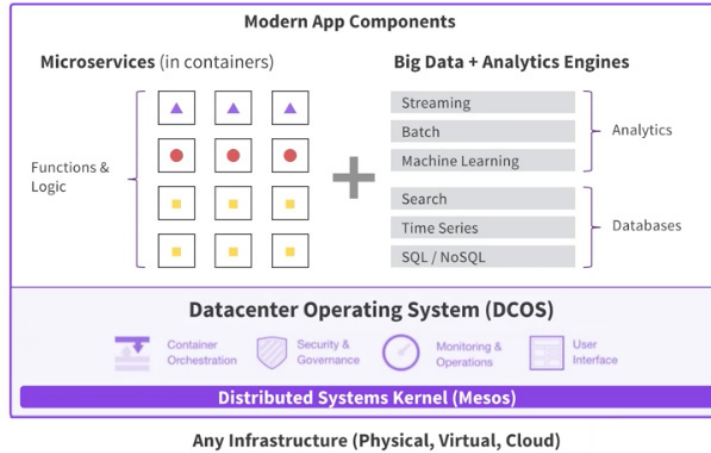 Modern App Components
Microservices (in containers)
Functions &
Logic
Big Data + Analytics Engines
Streaming
Batch
Machine Learning
Analytics
Search
Time Series
SQL / NoSQL
Databases
Datacenter Operating System (DCOS)
Container
Orchestration
Security &
Governance
Monitoring &
Operations
User
Interface
Distributed Systems Kernel (Mesos)
Any Infrastructure (Physical, Virtual, Cloud)